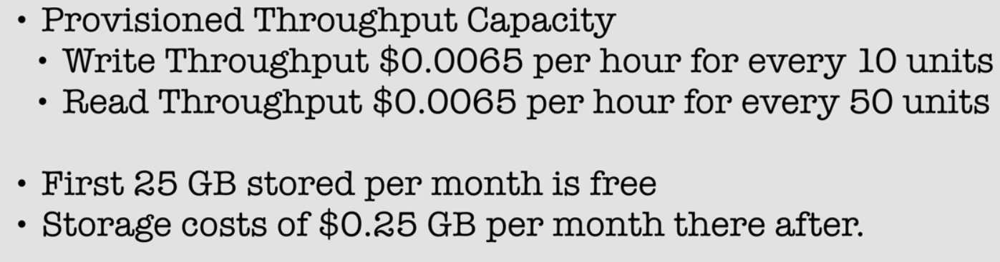 • Provisioned Throughput Capacity
• Write Throughput $0.0065 per hour for every 10 units
• Read Throughput $0.0065 per hour for every 50 units
• First 25 GB stored per month is free
• Storage costs of $0.25 GB per month there after.